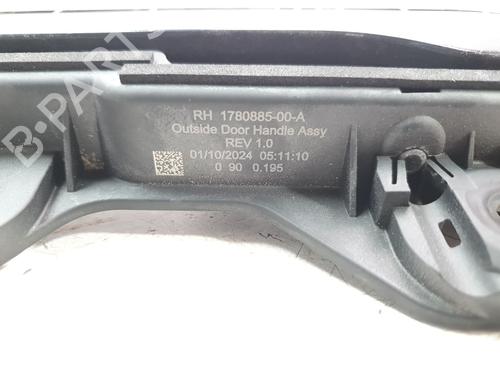 B-PARTS
RH 1780885-00-A
Outside Door Handle Assy
REV 1.0
01/10/2024 05:11:10
0 90 0.195